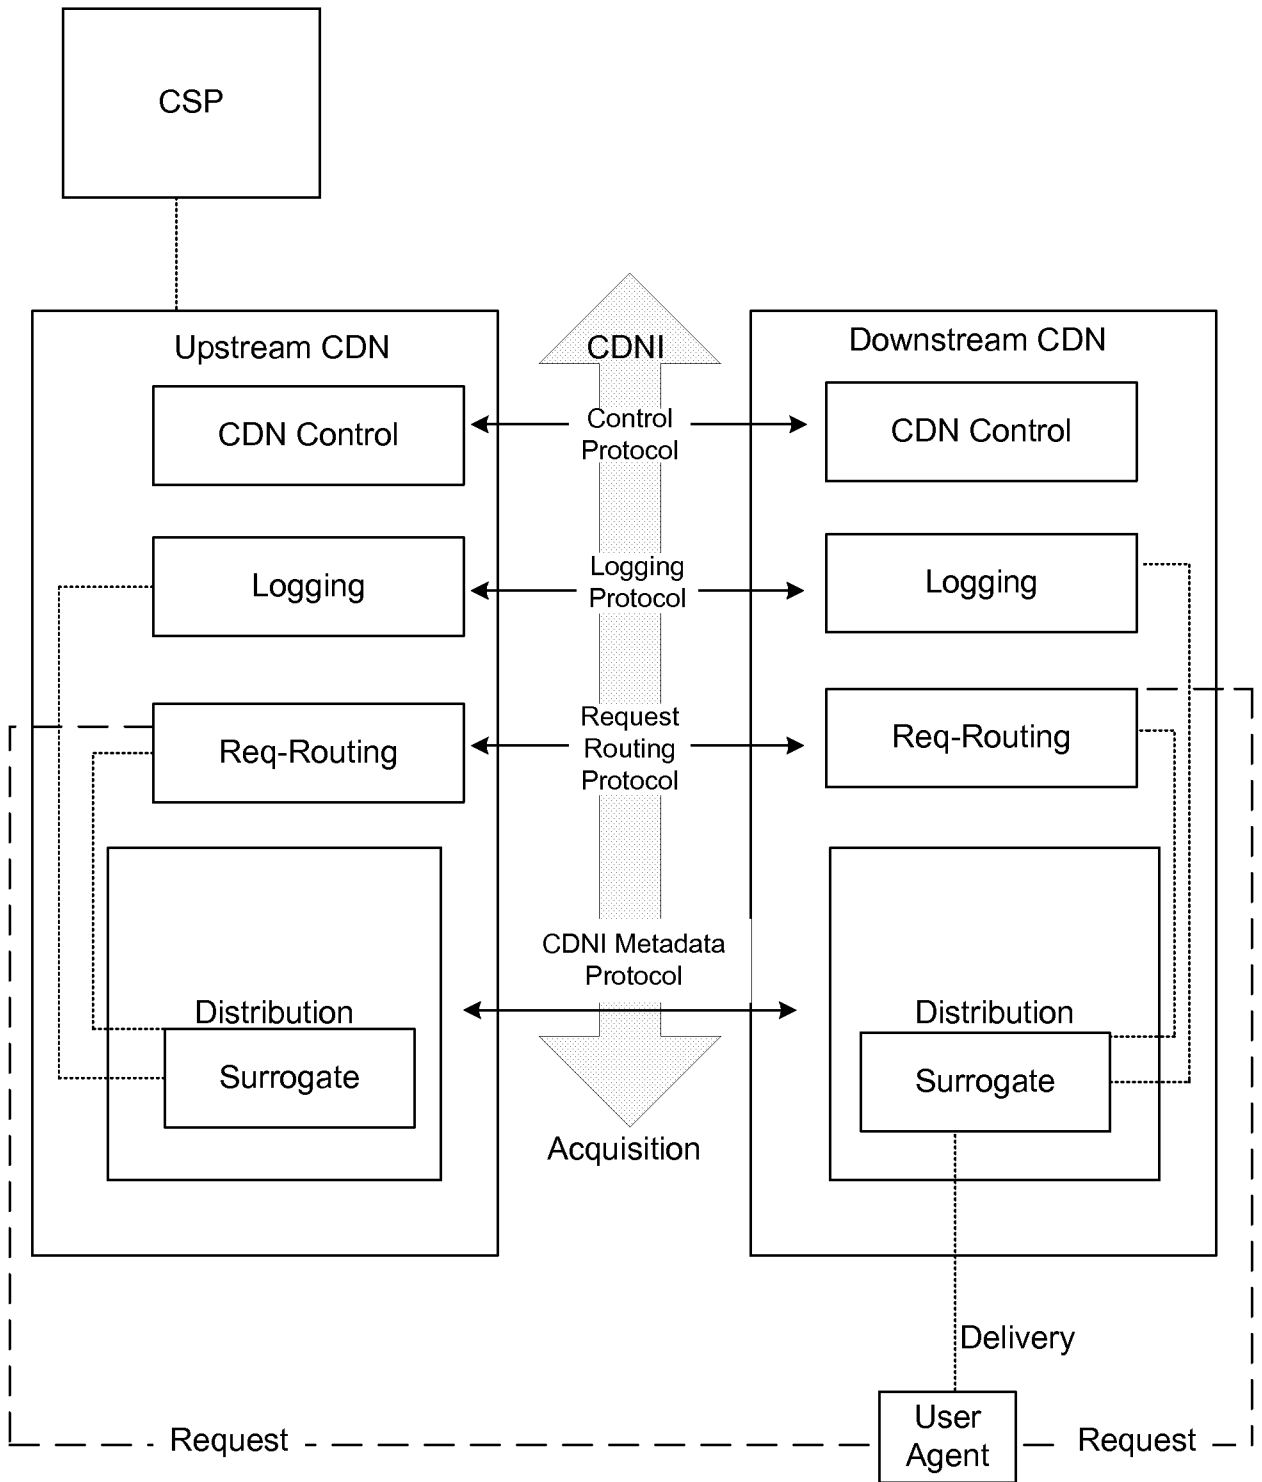 CSP
Upstream CDN
CDNI
Downstream CDN
CDN Control
Control
Protocol
CDN Control
Logging
Logging
Protocol
Logging
Req-Routing
Request
Routing
Protocol
Req-Routing
CDNI Metadata
Protocol
Distribution
Distribution
Surrogate
Surrogate
Acquisition
Delivery
User
Agent
Request
Request